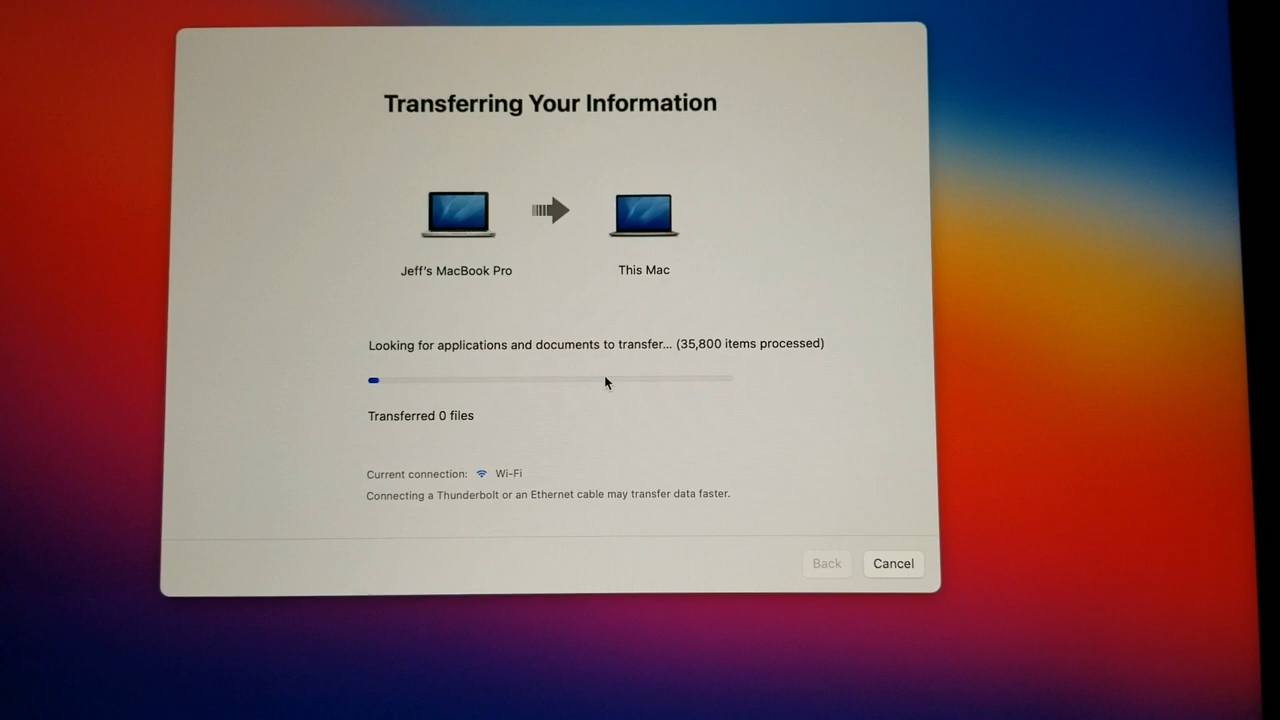 Transferring Your Information
Jeff's MacBook Pro
This Mac
Looking for applications and documents to transfer... (35,800 items processed)
Transferred 0 files
Current connection: Wi-Fi
Connecting a Thunderbolt or an Ethernet cable may transfer data faster.
Back
Cancel